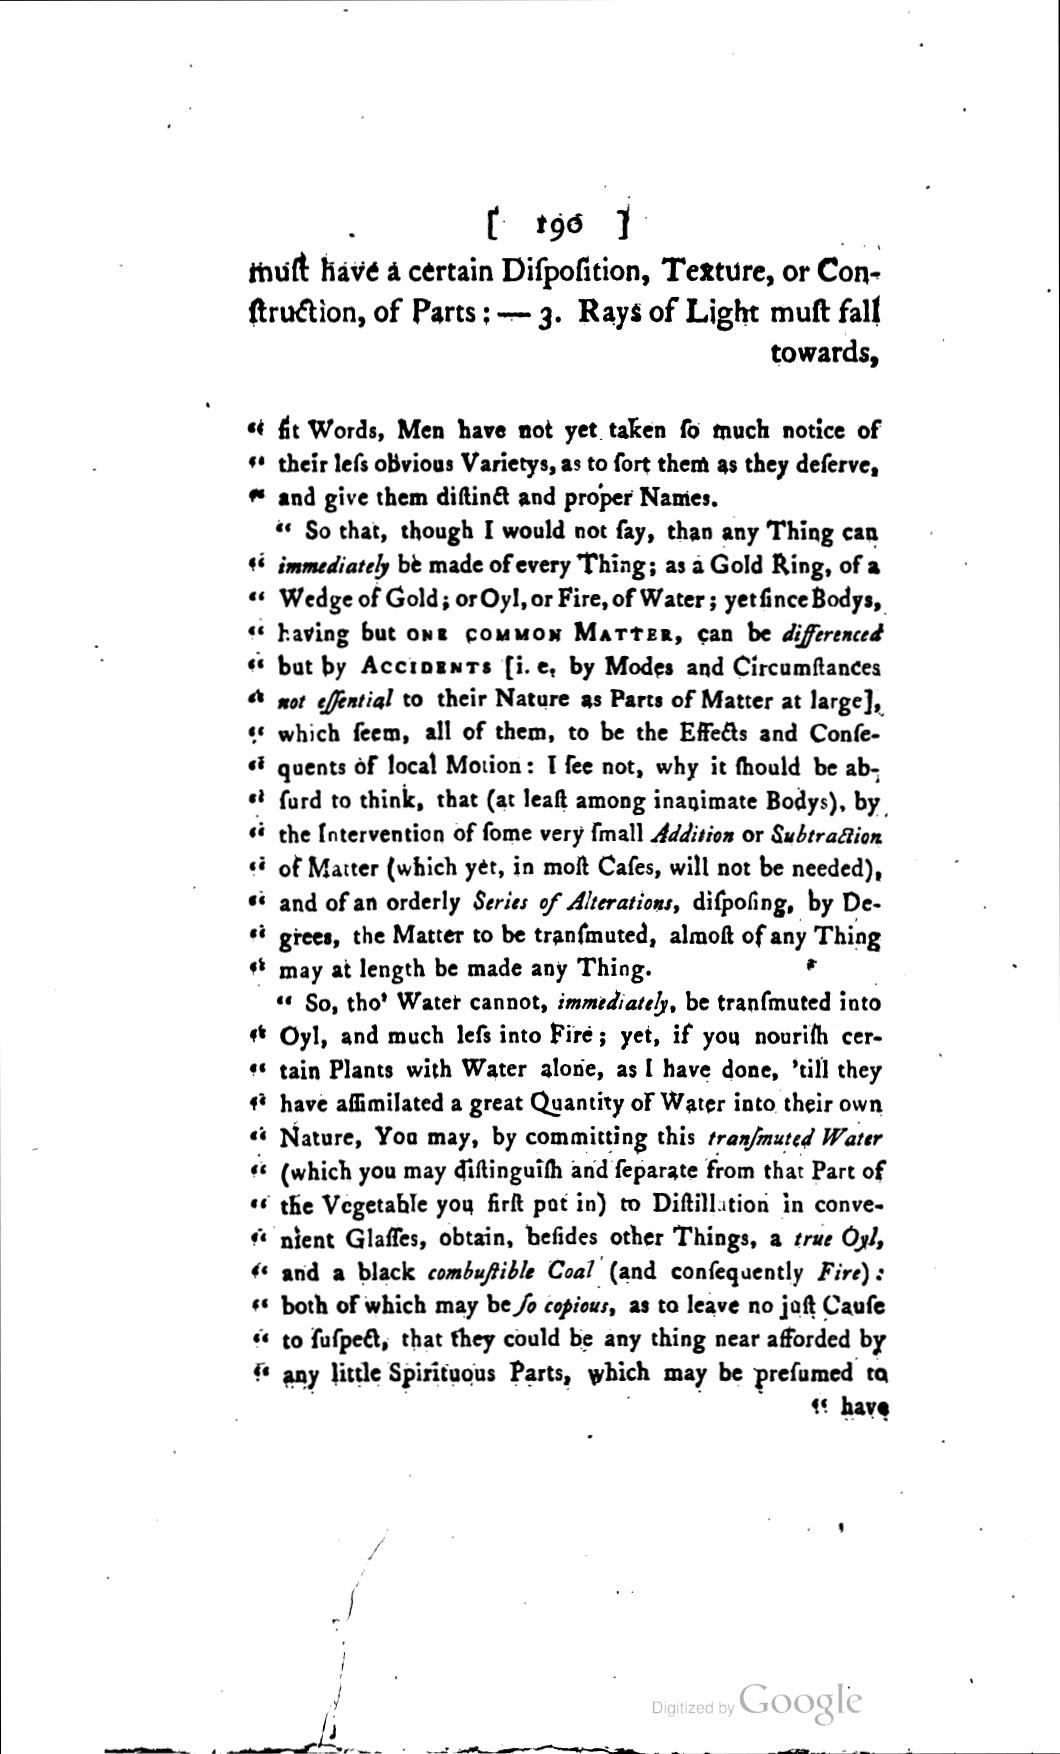 [ 196 ]
muſt have a certain Diſpoſition, Texture, or Con-
ſtruction, of Parts: — 3. Rays of Light muſt fall
towards,
“ fit Words, Men have not yet taken ſo much notice of
“ their leſs obvious Varietys, as to ſort them as they deſerve,
“ and give them diſtinct and proper Names.
“ So that, though I would not ſay, than any Thing can
“ immediately be made of every Thing; as a Gold Ring, of a
“ Wedge of Gold; or Oyl, or Fire, of Water; yet ſince Bodys,
“ having but ONE COMMON MATTER, can be differenced
“ but by ACCIDENTS [i. e. by Modes and Circumſtances
“ not eſſential to their Nature as Parts of Matter at large],
“ which ſeem, all of them, to be the Effects and Conſe-
“ quents of local Motion: I ſee not, why it ſhould be ab-
“ ſurd to think, that (at leaſt among inanimate Bodys), by
“ the Intervention of ſome very ſmall Addition or Subtraction
“ of Matter (which yet, in moſt Caſes, will not be needed),
“ and of an orderly Series of Alterations, diſpoſing, by De-
“ grees, the Matter to be tranſmuted, almoſt of any Thing
“ may at length be made any Thing.
“ So, tho’ Water cannot, immediately, be tranſmuted into
“ Oyl, and much leſs into Fire; yet, if you nouriſh cer-
“ tain Plants with Water alone, as I have done, ’till they
“ have aſſimilated a great Quantity of Water into their own
“ Nature, You may, by committing this tranſmuted Water
“ (which you may diſtinguiſh and ſeparate from that Part of
“ the Vegetable you firſt put in) to Diſtillation in conve-
“ nient Glaſſes, obtain, beſides other Things, a true Oyl,
“ and a black combuſtible Coal (and conſequently Fire):
“ both of which may be ſo copious, as to leave no juſt Cauſe
“ to ſuſpect, that they could be any thing near afforded by
“ any little Spirituous Parts, which may be preſumed to
“ have
Digitized by Google